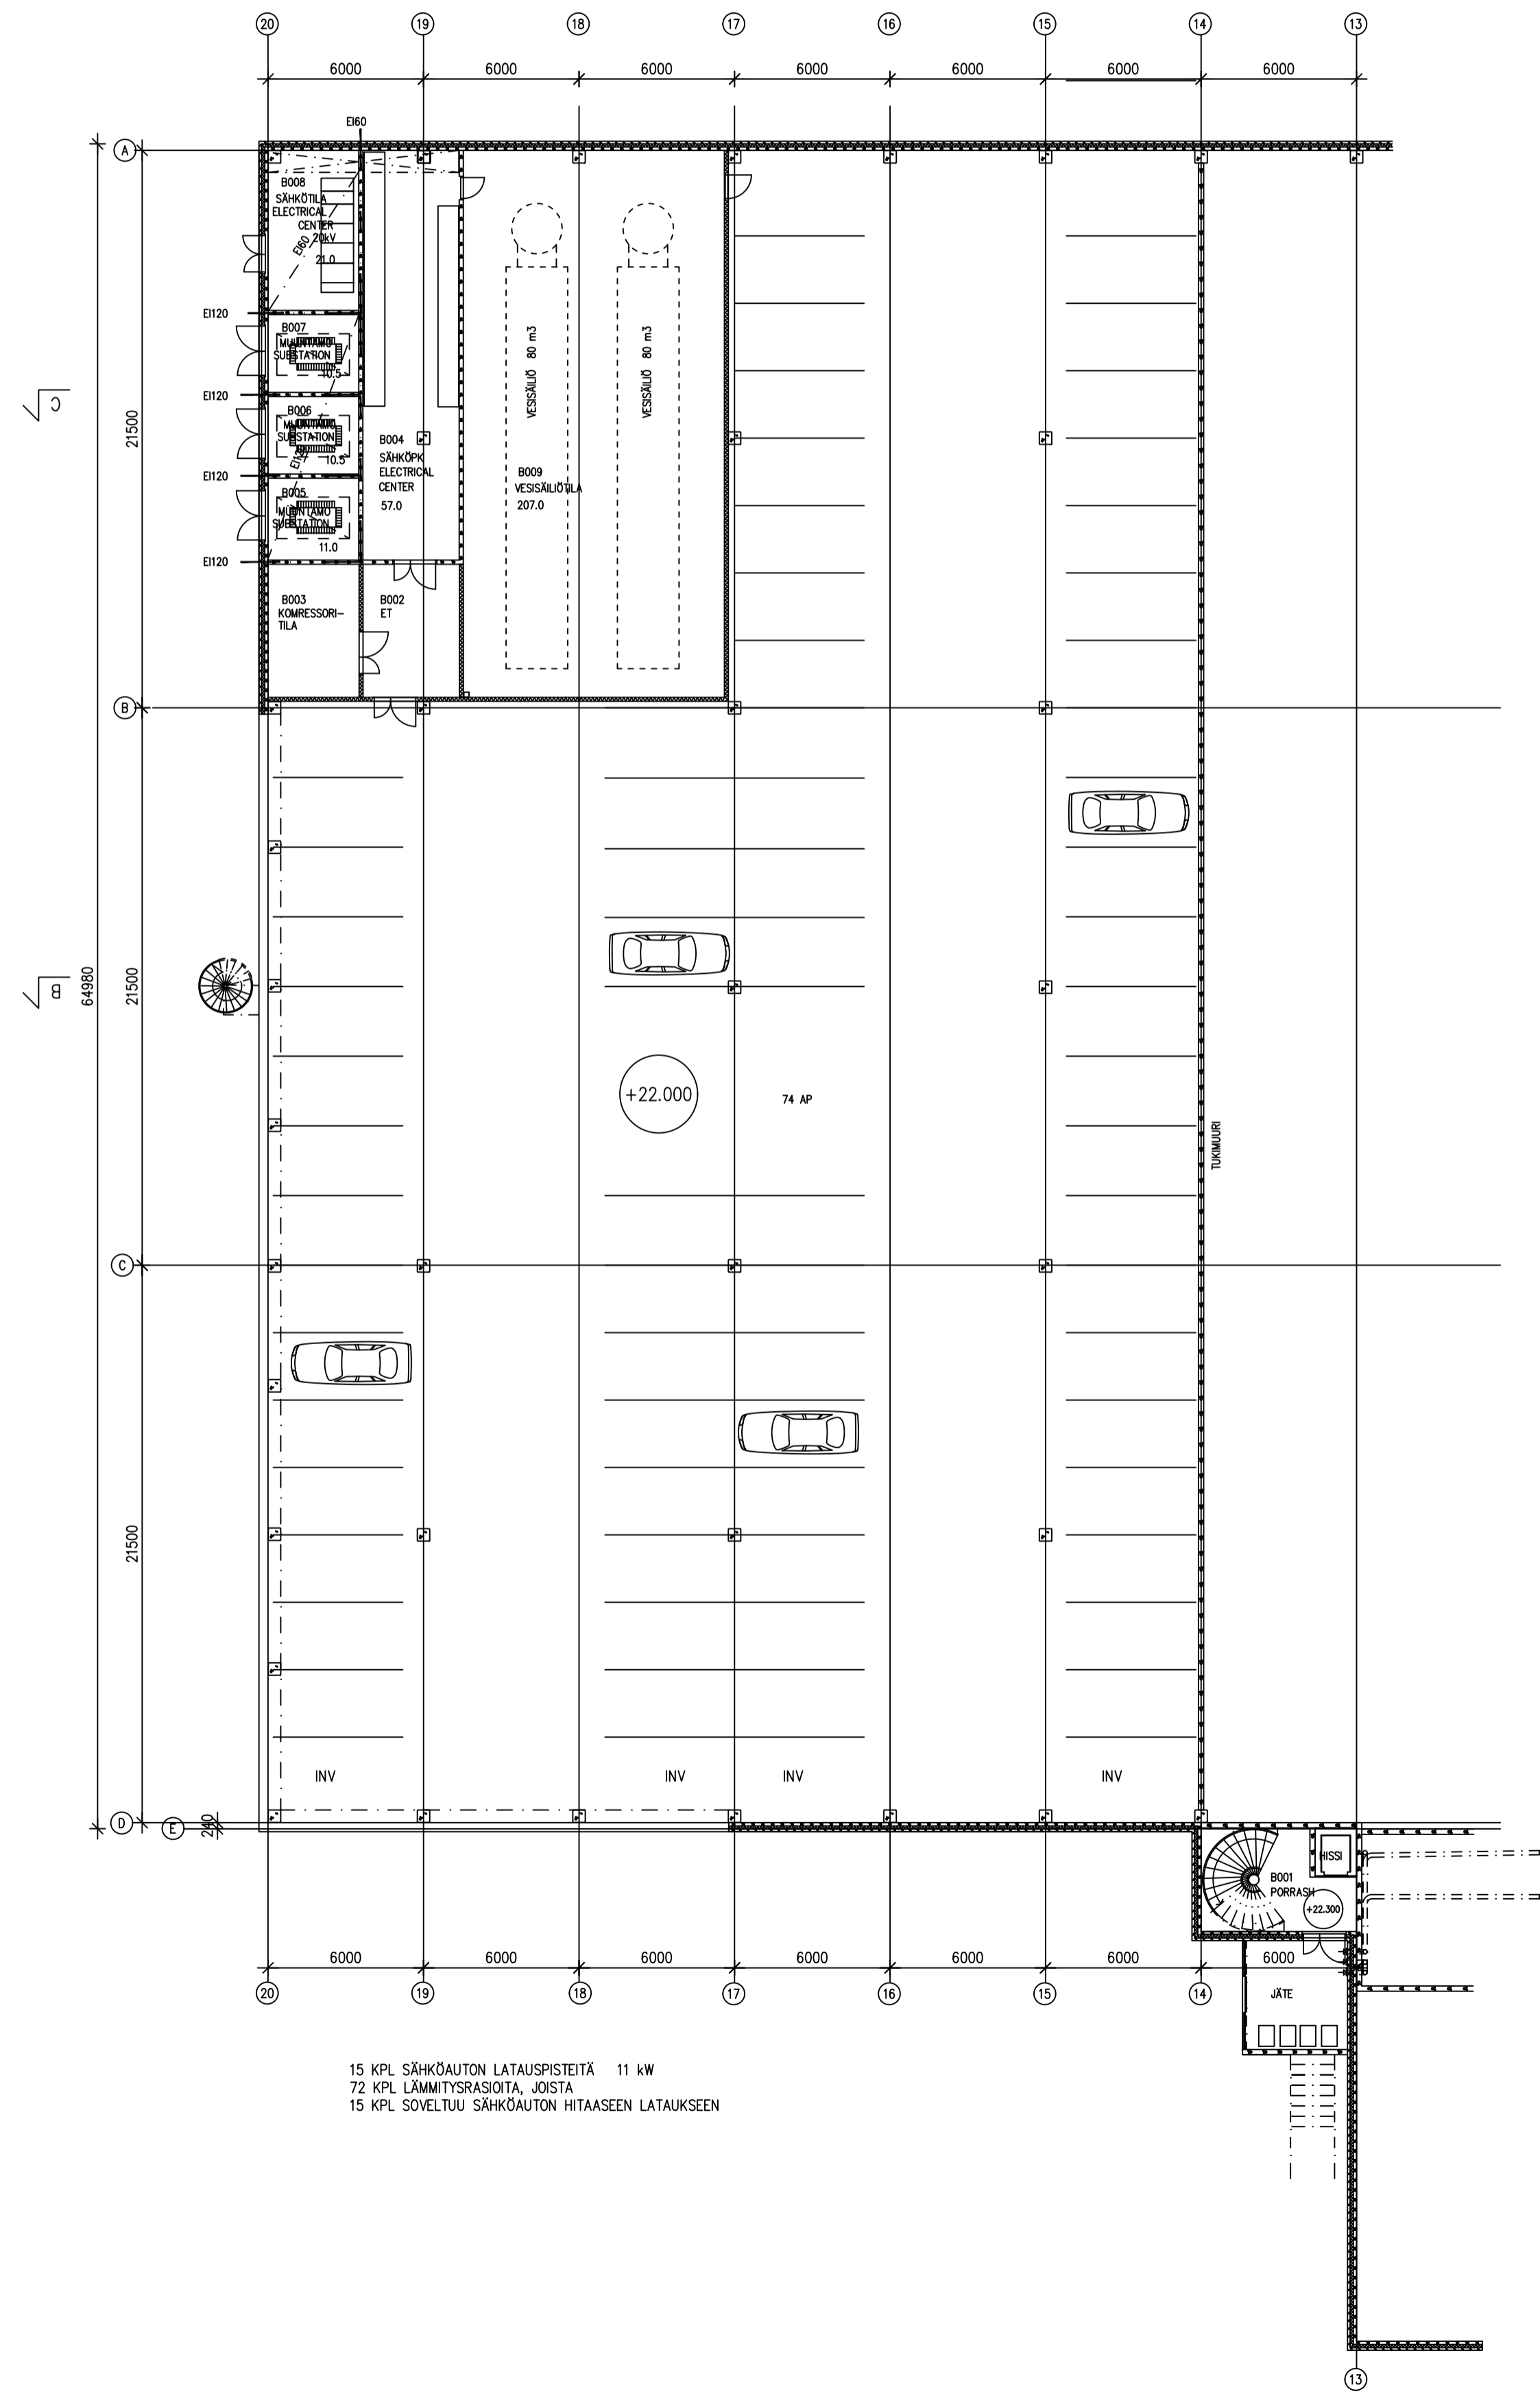 20 19 18 17 16 15 14 13
6000 6000 6000 6000 6000 6000 6000
EI60
A
B008
SÄHKÖTILA
ELECTRICAL
CENTER
20kV
21.0
EI60
EI120
B007
MUUNTAMO
SUBSTATION
10.5
EI120
B006
MUUNTAMO
SUBSTATION
10.5
EI120
EI120
B005
MUUNTAMO
SUBSTATION
11.0
EI120
B004
SÄHKÖPK
ELECTRICAL
CENTER
57.0
VESISÄILIÖ 80 m3
VESISÄILIÖ 80 m3
B009
VESISÄILIÖTILA
207.0
B003
KOMRESSORI-
TILA
B002
ET
C
21500
B
B
64980
21500
+22.000
74 AP
TUKIMUURI
C
21500
INV INV INV INV
D
E
240
HISSI
B001
PORRASH
+22.300
6000 6000 6000 6000 6000 6000 6000
20 19 18 17 16 15 14
JÄTE
15 KPL SÄHKÖAUTON LATAUSPISTEITÄ 11 kW
72 KPL LÄMMITYSRASIOITA, JOISTA
15 KPL SOVELTUU SÄHKÖAUTON HITAASEEN LATAUKSEEN
13